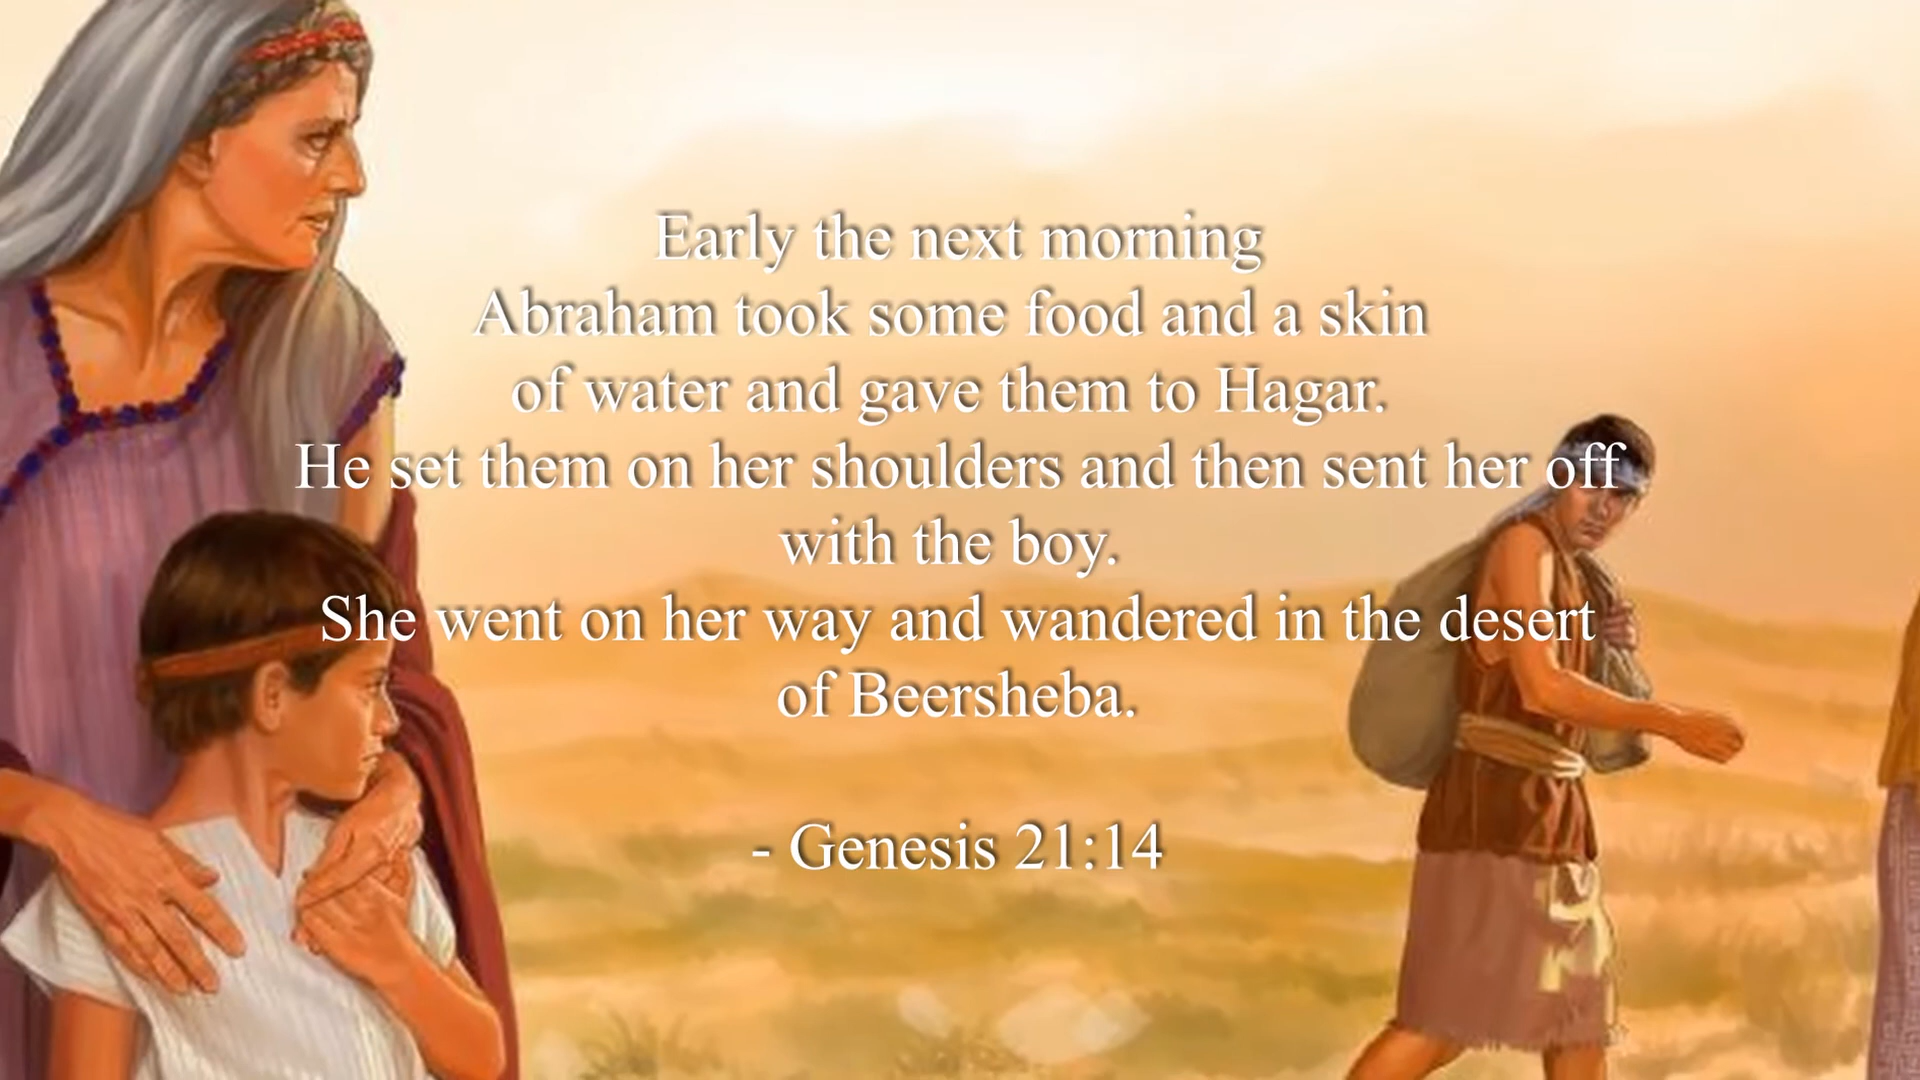 Early the next morning
Abraham took some food and a skin
of water and gave them to Hagar.
He set them on her shoulders and then sent her off
with the boy.
She went on her way and wandered in the desert
of Beersheba.
- Genesis 21:14